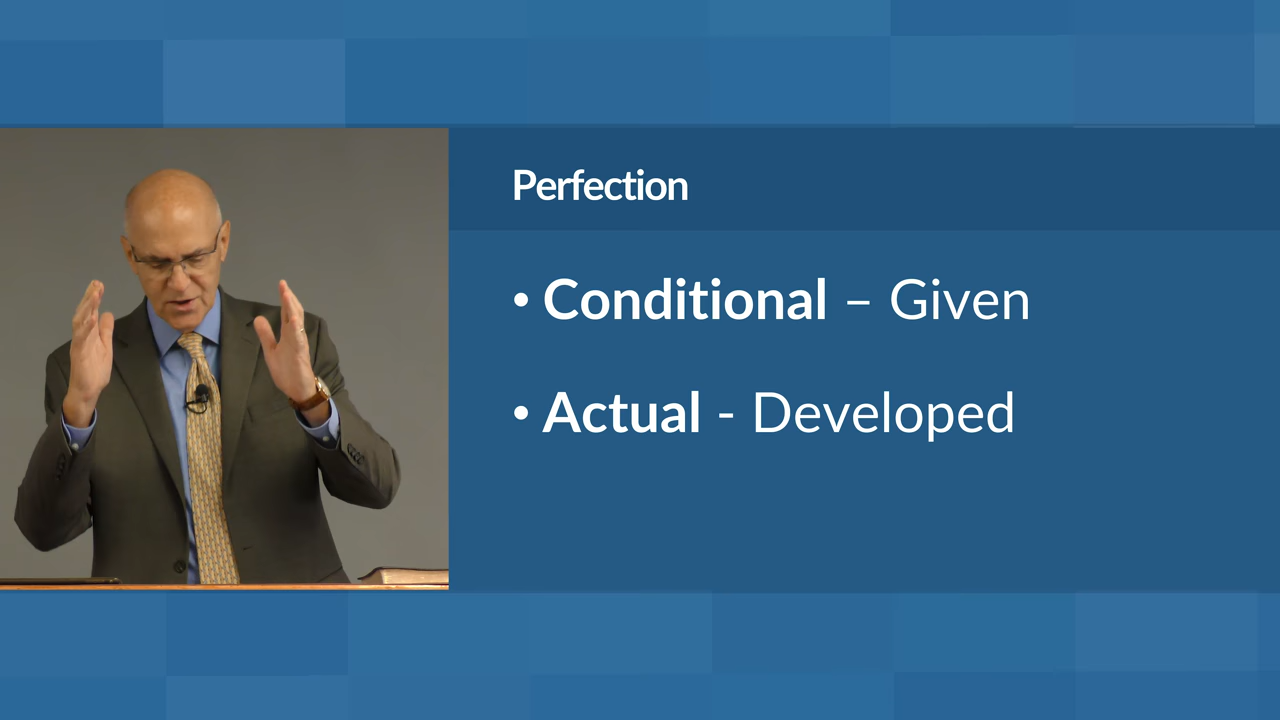 Perfection
• Conditional – Given
• Actual - Developed